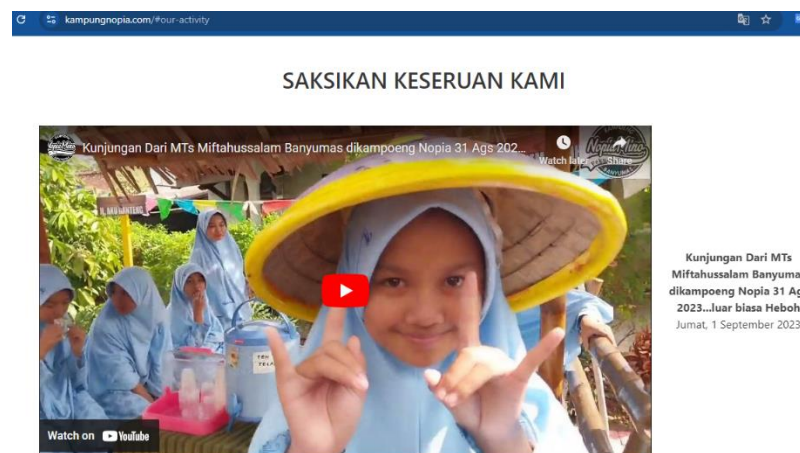 kampungnopia.com/#our-activity
SAKSIKAN KESERUAN KAMI
Kunjungan Dari MTs Miftahussalam Banyumas dikampoeng Nopia 31 Ags 202...
Watch later
Share
NopiaMino
TEH
Kunjungan Dari MTs
Miftahussalam Banyuma
dikampoeng Nopia 31 Ag
2023...luar biasa Heboh
Jumat, 1 September 2023
Watch on YouTube